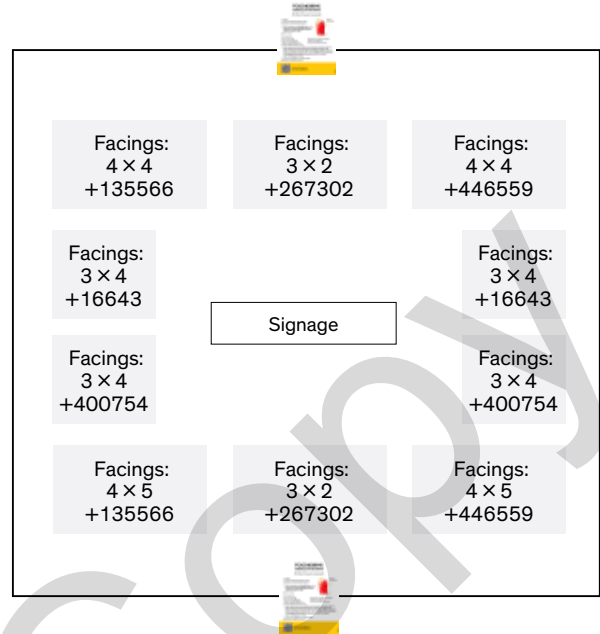 Facings:
4 × 4
+135566
Facings:
3 × 2
+267302
Facings:
4 × 4
+446559
Facings:
3 × 4
+16643
Facings:
3 × 4
+16643
Signage
Facings:
3 × 4
+400754
Facings:
3 × 4
+400754
Facings:
4 × 5
+135566
Facings:
3 × 2
+267302
Facings:
4 × 5
+446559
Copy